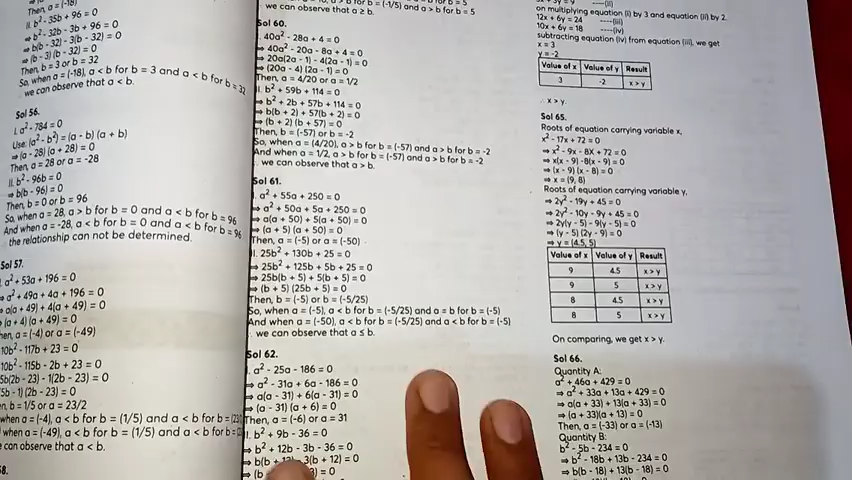 Then, a = (-18)
II. b² - 35b + 96 = 0
⇒ b² - 32b - 3b + 96 = 0
⇒ b(b - 32) - 3(b - 32) = 0
⇒ (b - 3) (b - 32) = 0
Then, b = 3 or b = 32
So, when a = (-18), a < b for b = 3 and a < b for b = 32
we can observe that a < b.
Sol 56.
I. a² - 784 = 0
Use: (a² - b²) = (a - b) (a + b)
⇒ (a - 28) (a + 28) = 0
Then, a = 28 or a = -28
II. b² - 96b = 0
⇒ b(b - 96) = 0
Then, b = 0 or b = 96
So, when a = 28, a > b for b = 0 and a < b for b = 96
And when a = -28, a < b for b = 0 and a < b for b = 96
the relationship can not be determined.
Sol 57.
a² + 53a + 196 = 0
⇒ a² + 49a + 4a + 196 = 0
⇒ a(a + 49) + 4(a + 49) = 0
⇒ (a + 4) (a + 49) = 0
Then, a = (-4) or a = (-49)
10b² - 117b + 23 = 0
10b² - 115b - 2b + 23 = 0
5b(2b - 23) - 1(2b - 23) = 0
(5b - 1) (2b - 23) = 0
b = 1/5 or a = 23/2
when a = (-4), a < b for b = (1/5) and a < b for b = (23
when a = (-49), a < b for b = (1/5) and a < b for b =
can observe that a < b.
8.
a > b for b = (-1/5) and a > b for b = 5
we can observe that a ≥ b.
Sol 60.
40a² - 28a + 4 = 0
⇒ 40a² - 20a - 8a + 4 = 0
⇒ 20a(2a - 1) - 4(2a - 1) = 0
⇒ (20a - 4) (2a - 1) = 0
Then, a = 4/20 or a = 1/2
II. b² + 59b + 114 = 0
⇒ b² + 2b + 57b + 114 = 0
⇒ b(b + 2) + 57(b + 2) = 0
⇒ (b + 2) (b + 57) = 0
Then, b = (-57) or b = -2
So, when a = (4/20), a > b for b = (-57) and a > b for b = -2
And when a = 1/2, a > b for b = (-57) and a > b for b = -2
we can observe that a > b.
Sol 61.
I. a² + 55a + 250 = 0
⇒ a² + 50a + 5a + 250 = 0
⇒ a(a + 50) + 5(a + 50) = 0
⇒ (a + 5) (a + 50) = 0
Then, a = (-5) or a = (-50)
II. 25b² + 130b + 25 = 0
⇒ 25b² + 125b + 5b + 25 = 0
⇒ 25b(b + 5) + 5(b + 5) = 0
⇒ (b + 5) (25b + 5) = 0
Then, b = (-5) or b = (-5/25)
So, when a = (-5), a < b for b = (-5/25) and a = b for b = (-5)
And when a = (-50), a < b for b = (-5/25) and a < b for b = (-5)
we can observe that a ≤ b.
Sol 62.
I. a² - 25a - 186 = 0
⇒ a² - 31a + 6a - 186 = 0
⇒ a(a - 31) + 6(a - 31) = 0
⇒ (a - 31) (a + 6) = 0
Then, a = (-6) or a = 31
II. b² + 9b - 36 = 0
⇒ b² + 12b - 3b - 36 = 0
⇒ b(b + 12) - 3(b + 12) = 0
⇒ (b 3) = 0
----(ii)
on multiplying equation (i) by 3 and equation (ii) by 2.
12x + 6y = 24 ----(iii)
10x + 6y = 18 ----(iv)
subtracting equation (iv) from equation (iii), we get
x = 3
y = -2
Value of x Value of y Result
3 -2 x > y
∴ x > y.
Sol 65.
Roots of equation carrying variable x,
x² - 17x + 72 = 0
⇒ x² - 9x - 8X + 72 = 0
⇒ x(x - 9) -8(x - 9) = 0
⇒ (x - 9) (x - 8) = 0
⇒ x = (9, 8)
Roots of equation carrying variable y,
⇒ 2y² - 19y + 45 = 0
⇒ 2y² - 10y - 9y + 45 = 0
⇒ 2y(y - 5) - 9(y - 5) = 0
⇒ (y - 5) (2y - 9) = 0
⇒ y = (4.5, 5)
Value of x Value of y Result
9 4.5 x > y
9 5 x > y
8 4.5 x > y
8 5 x > y
On comparing, we get x > y.
Sol 66.
Quantity A:
a² + 46a + 429 = 0
⇒ a² + 33a + 13a + 429 = 0
⇒ a(a + 33) + 13(a + 33) = 0
⇒ (a + 33)(a + 13) = 0
Then, a = (-33) or a = (-13)
Quantity B:
b² - 5b - 234 = 0
⇒ b² - 18b + 13b - 234 = 0
⇒ b(b - 18) + 13(b - 18) = 0